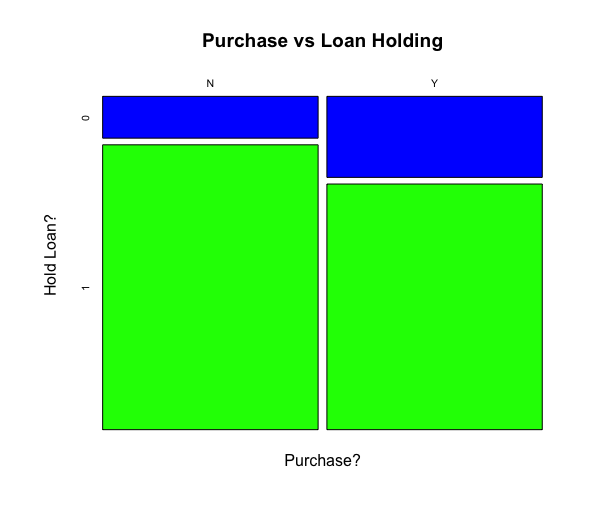 Purchase vs Loan Holding
N
Y
0
1
Hold Loan?
Purchase?